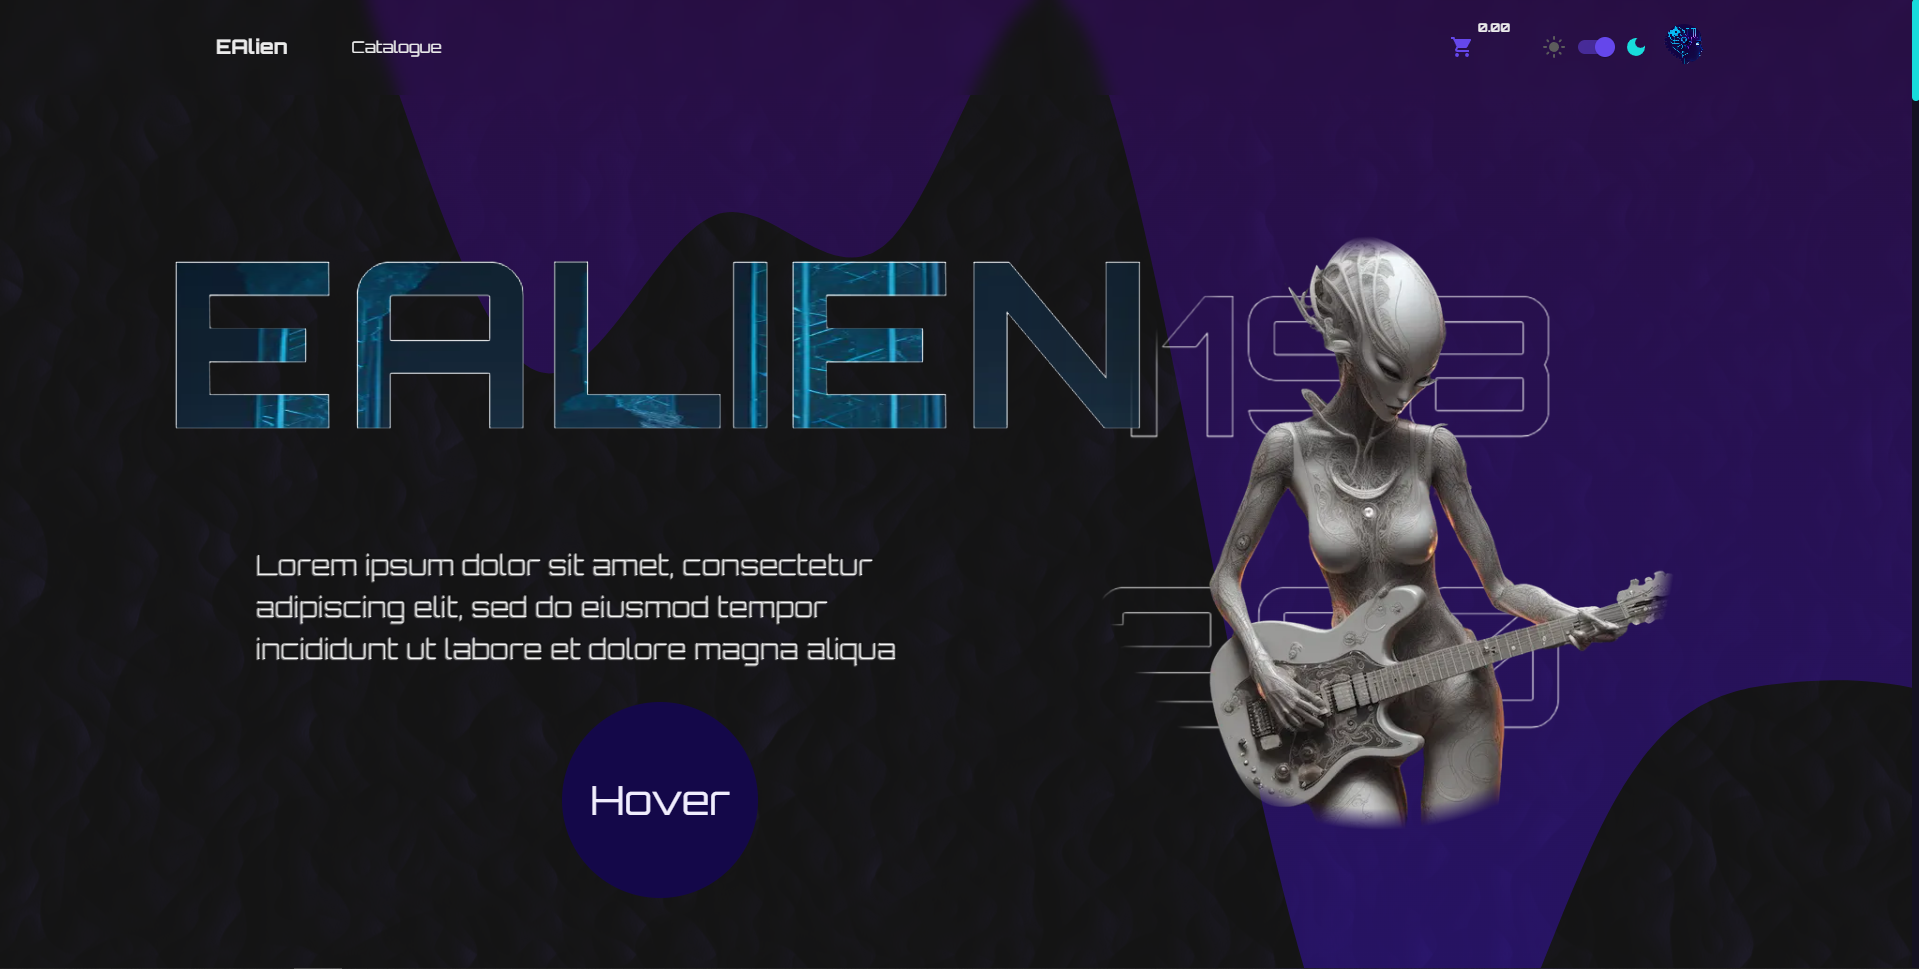 EAlien
Catalogue
0.00
EALIEN
198
Lorem ipsum dolor sit amet, consectetur
adipiscing elit, sed do eiusmod tempor
incididunt ut labore et dolore magna aliqua
Hover